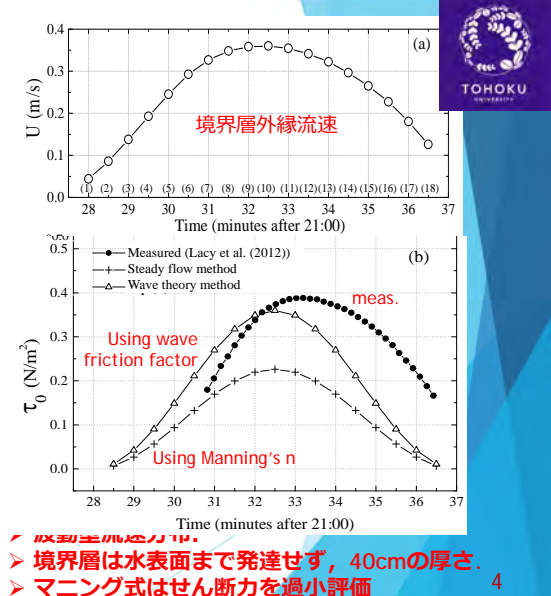 0.4
(a)
0.3
U (m/s)
0.2
境界層外縁流速
0.1
(1) (2) (3) (4) (5) (6) (7) (8) (9) (10) (11) (12) (13) (14) (15) (16) (17) (18)
0.0
28 29 30 31 32 33 34 35 36 37
Time (minutes after 21:00)
TOHOKU
UNIVERSITY
0.5
Measured (Lacy et al. (2012))
(b)
Steady flow method
Wave theory method
0.4
meas.
Using wave
friction factor
0.3
τ0 (N/m2)
0.2
0.1
Using Manning's n
0.0
28 29 30 31 32 33 34 35 36 37
Time (minutes after 21:00)
➢ 波動型流速分布.
➢ 境界層は水表面まで発達せず，40cmの厚さ.
➢ マニング式はせん断力を過小評価
4